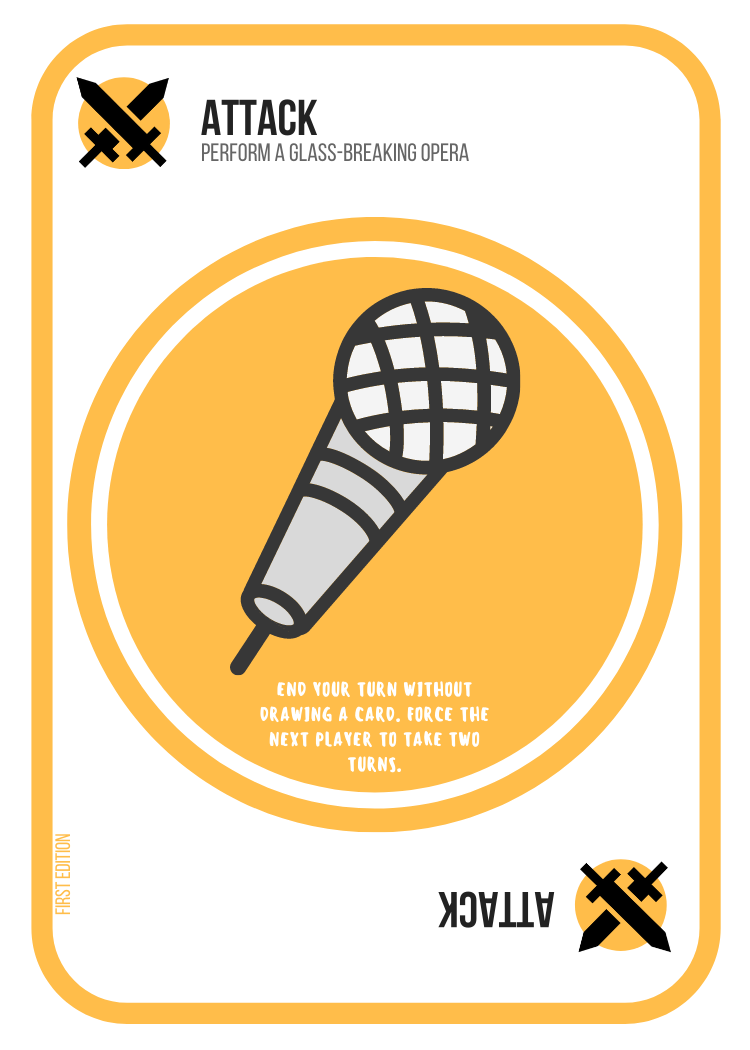 ATTACK
PERFORM A GLASS-BREAKING OPERA
END YOUR TURN WITHOUT
DRAWING A CARD. FORCE THE
NEXT PLAYER TO TAKE TWO
TURNS.
FIRST EDITION
ATTACK